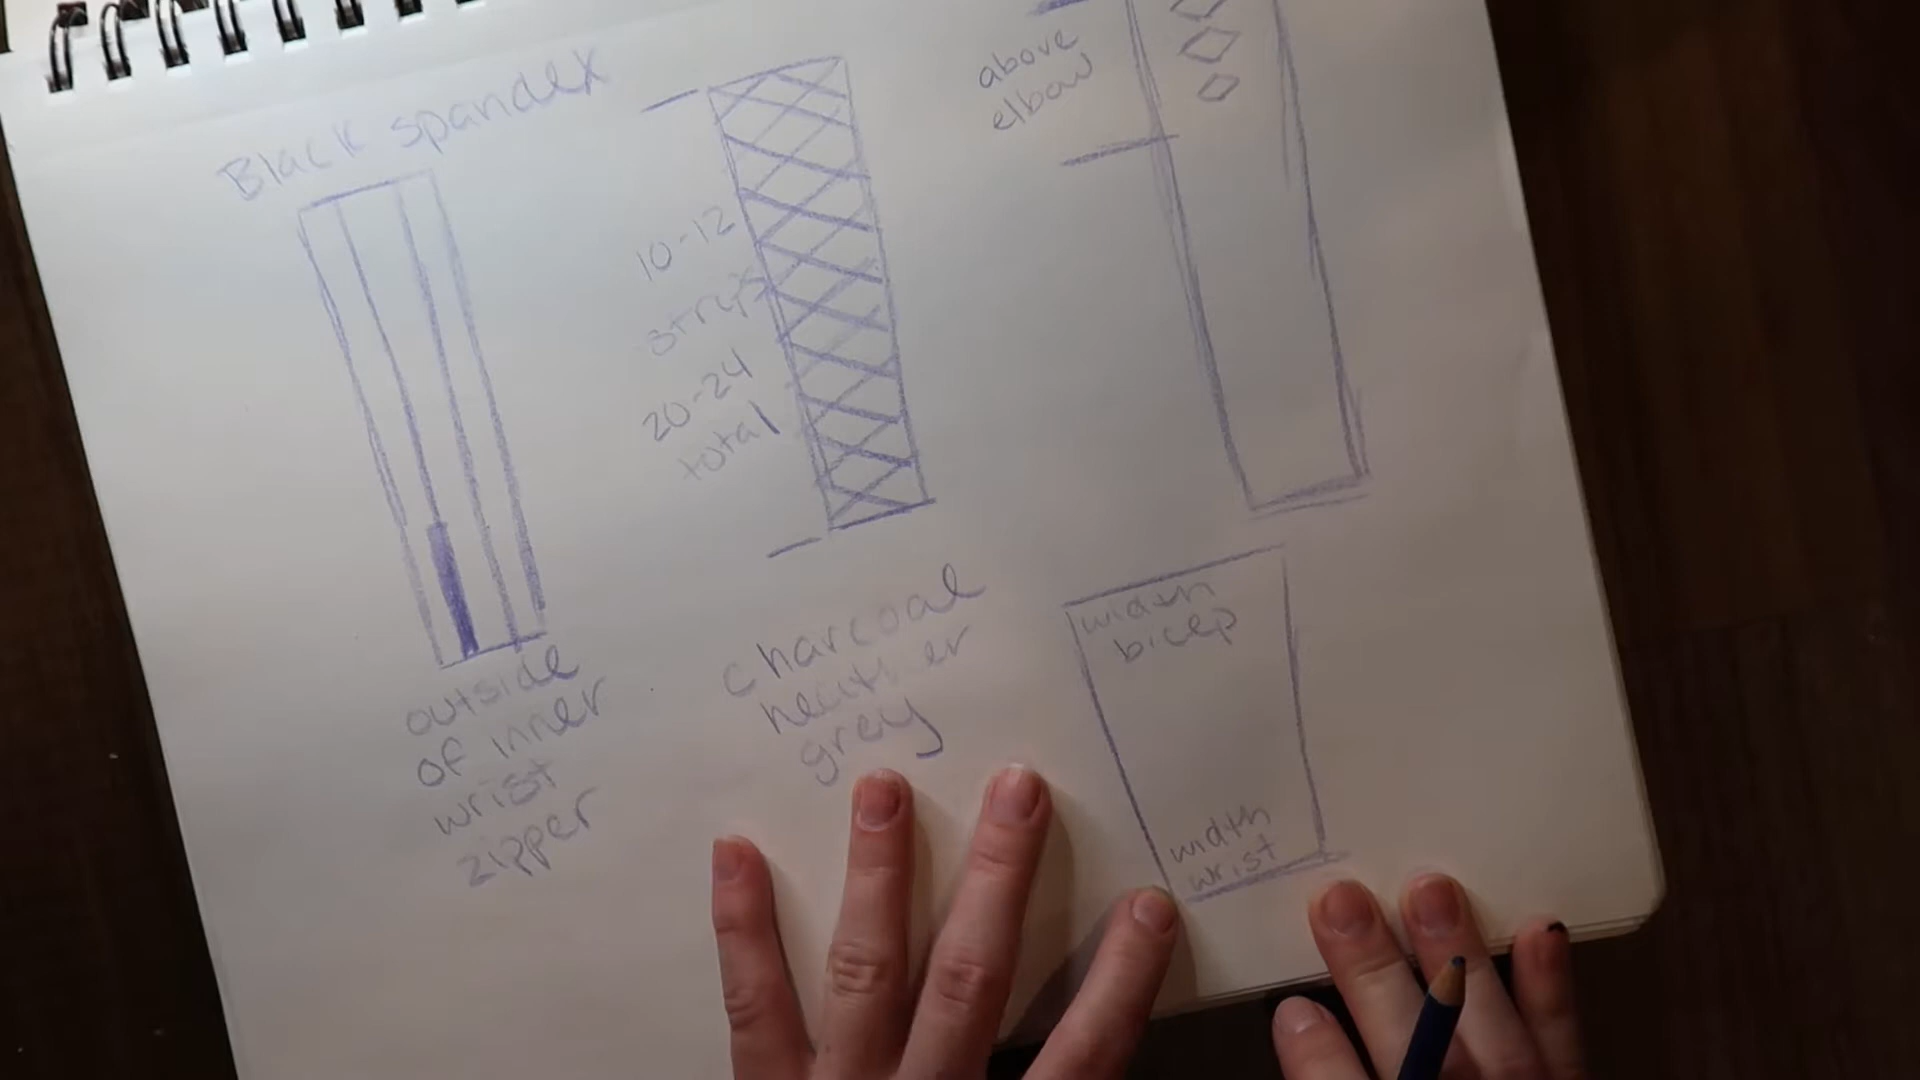 Black spandex
10-12
strips
20-24
total
above
elbow
outside
of inner
wrist
zipper
charcoal
heather
grey
width
bicep
width
wrist